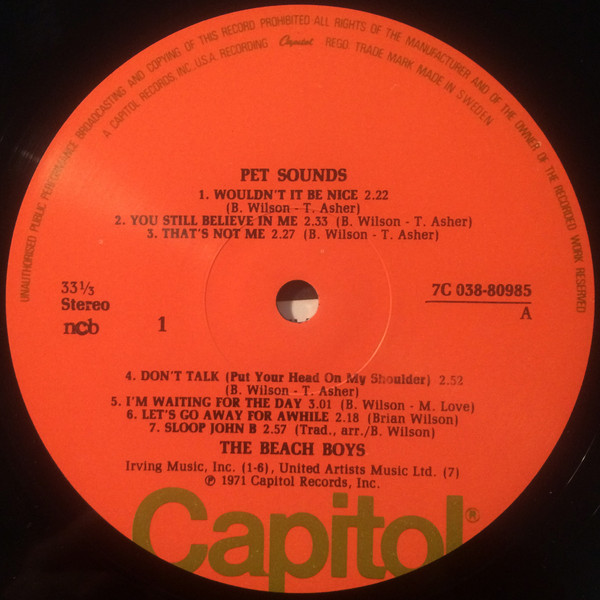 UNAUTHORISED PUBLIC PERFORMANCE BROADCASTING AND COPYING OF THIS RECORD PROHIBITED ALL RIGHTS OF THE MANUFACTURER AND OF THE OWNER OF THE RECORDED WORK RESERVED
A CAPITOL RECORDS, INC. U.S.A. RECORDING Capitol REGD. TRADE MARK MADE IN SWEDEN
PET SOUNDS
1. WOULDN'T IT BE NICE 2.22
(B. Wilson - T. Asher)
2. YOU STILL BELIEVE IN ME 2.33 (B. Wilson - T. Asher)
3. THAT'S NOT ME 2.27 (B. Wilson - T. Asher)
33⅓
Stereo
ncb
1
7C 038-80985
A
4. DON'T TALK (Put Your Head On My Shoulder) 2.52
(B. Wilson - T. Asher)
5. I'M WAITING FOR THE DAY 3.01 (B. Wilson - M. Love)
6. LET'S GO AWAY FOR AWHILE 2.18 (Brian Wilson)
7. SLOOP JOHN B 2.57 (Trad., arr./B. Wilson)
THE BEACH BOYS
Irving Music, Inc. (1-6), United Artists Music Ltd. (7)
℗ 1971 Capitol Records, Inc.
Capitol®